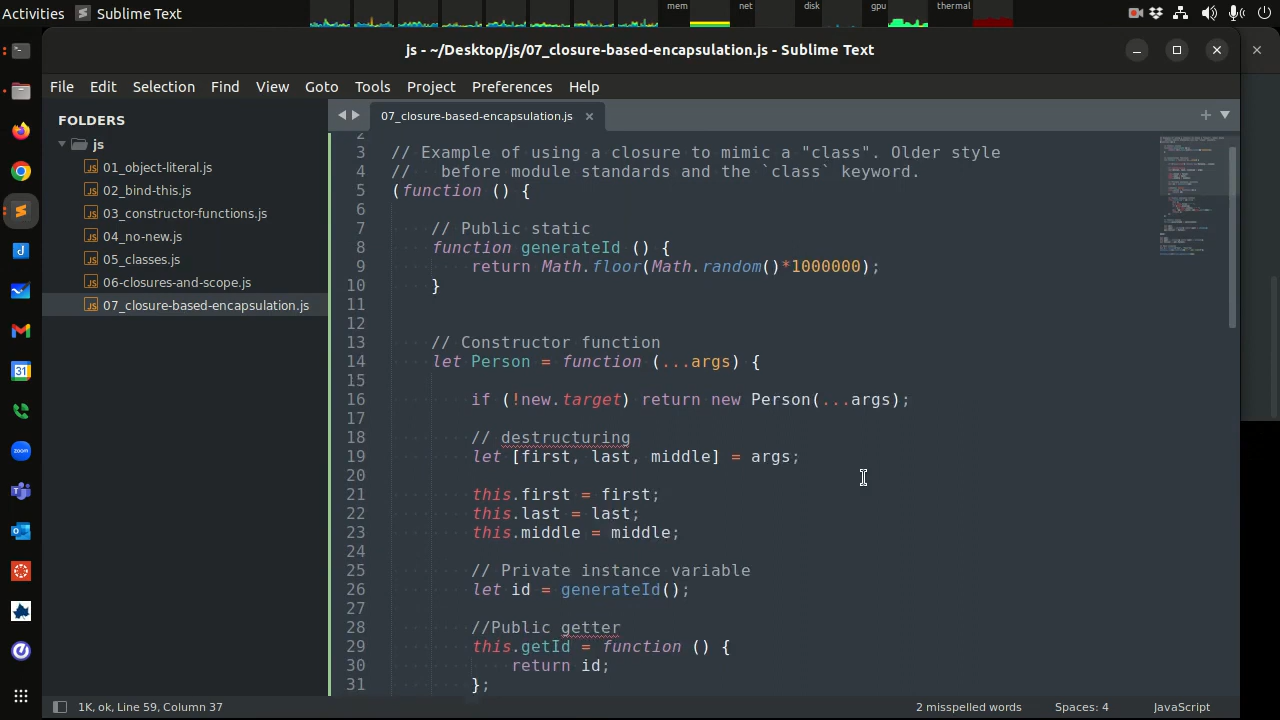 Activities
Sublime Text
mem
net
disk
gpu
thermal
js - ~/Desktop/js/07_closure-based-encapsulation.js - Sublime Text
File Edit Selection Find View Goto Tools Project Preferences Help
FOLDERS
js
01_object-literal.js
02_bind-this.js
03_constructor-functions.js
04_no-new.js
05_classes.js
06-closures-and-scope.js
07_closure-based-encapsulation.js
07_closure-based-encapsulation.js
2
3 // Example of using a closure to mimic a "class". Older style
4 //   before module standards and the `class` keyword.
5 (function () {
6
7     // Public static
8     function generateId () {
9         return Math.floor(Math.random()*1000000);
10     }
11
12
13     // Constructor function
14     let Person = function (...args) {
15
16         if (!new.target) return new Person(...args);
17
18         // destructuring
19         let [first, last, middle] = args;
20
21         this.first = first;
22         this.last = last;
23         this.middle = middle;
24
25         // Private instance variable
26         let id = generateId();
27
28         //Public getter
29         this.getId = function () {
30             return id;
31         };
1K, ok, Line 59, Column 37
2 misspelled words
Spaces: 4
JavaScript
31
zoom